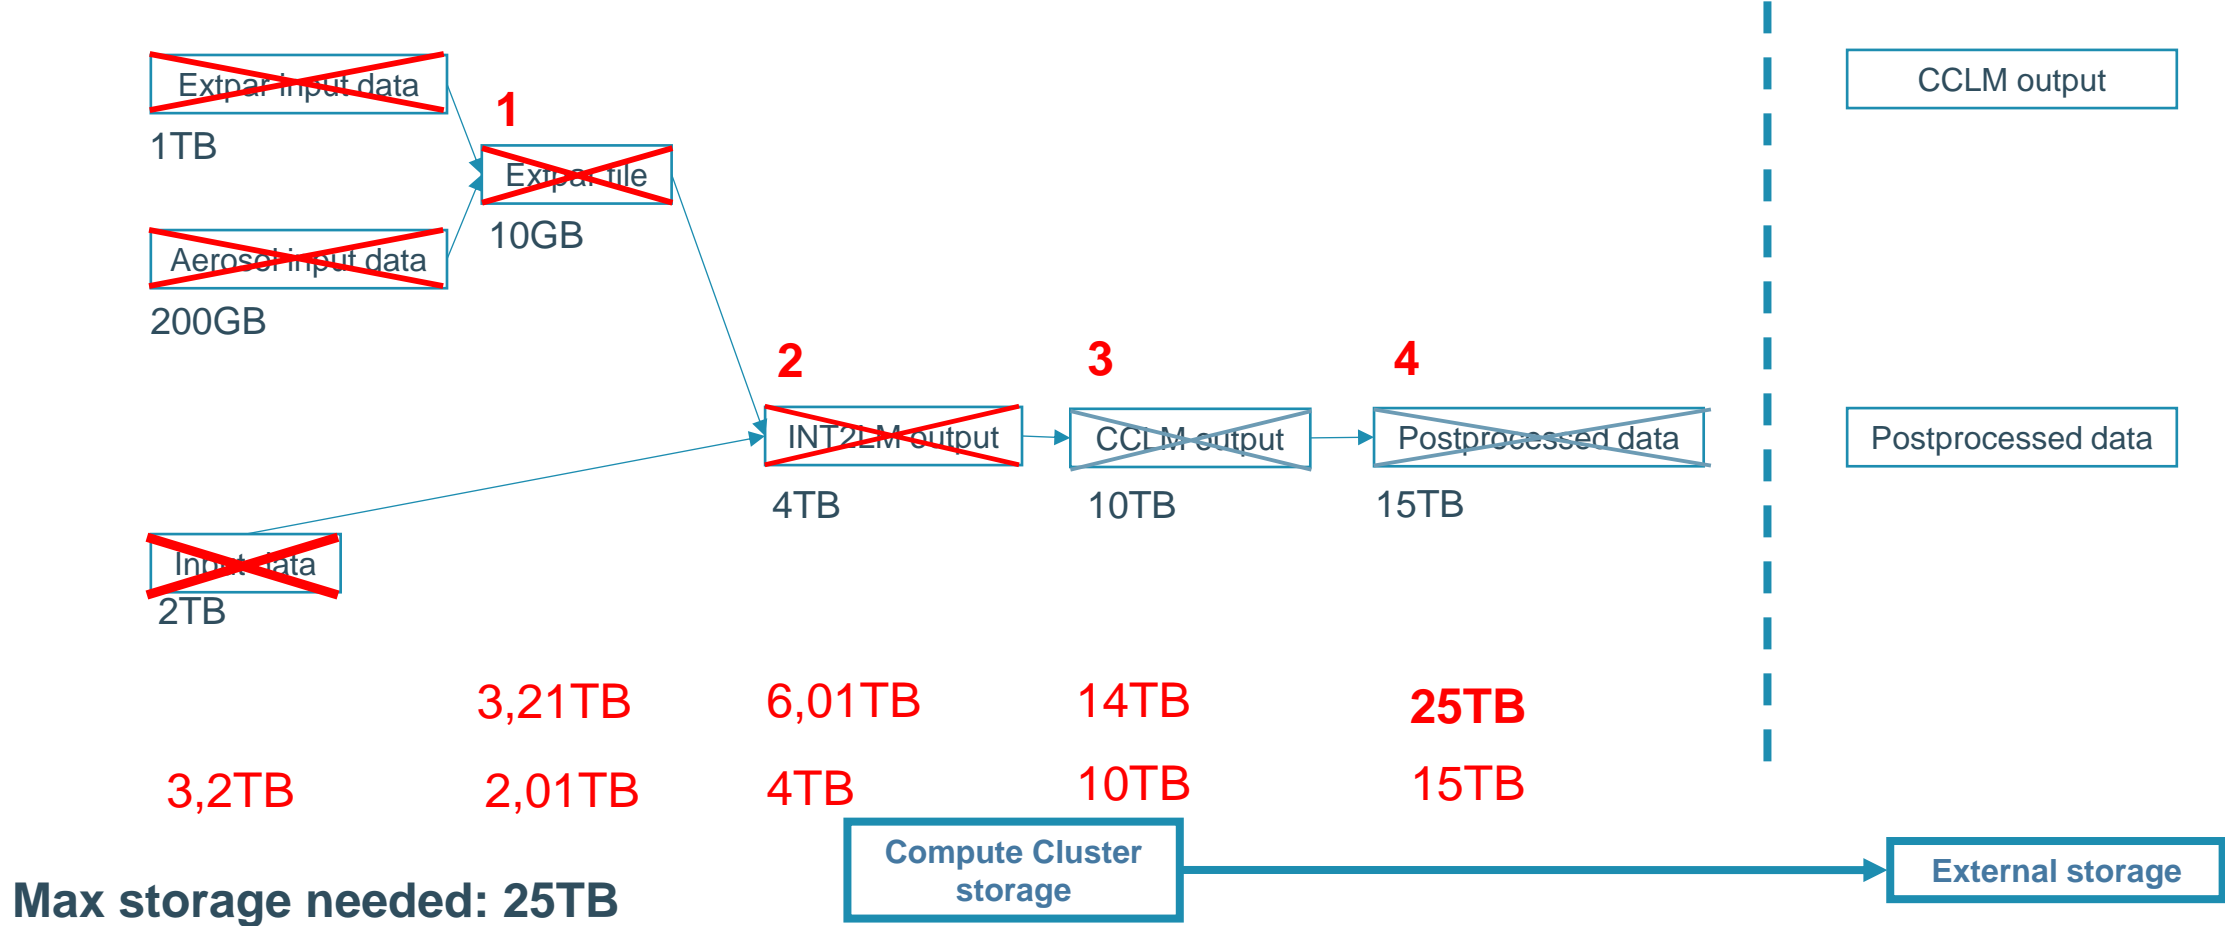 Extpar input data
1TB
Aerosol input data
200GB
1
Extpar file
10GB
Input data
2TB
2
INT2LM output
4TB
3
CCLM output
10TB
4
Postprocessed data
15TB
CCLM output
Postprocessed data
3,21TB
6,01TB
14TB
25TB
3,2TB
2,01TB
4TB
10TB
15TB
Compute Cluster
storage
External storage
Max storage needed: 25TB